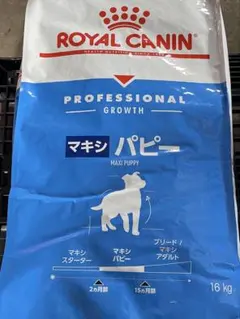 ROYAL CANIN
PROFESSIONAL
GROWTH
マキシ パピー
MAXI PUPPY
マキシ スターター
マキシ パピー
ブリード/マキシ アダルト
2カ月齢
15カ月齢
16 kg